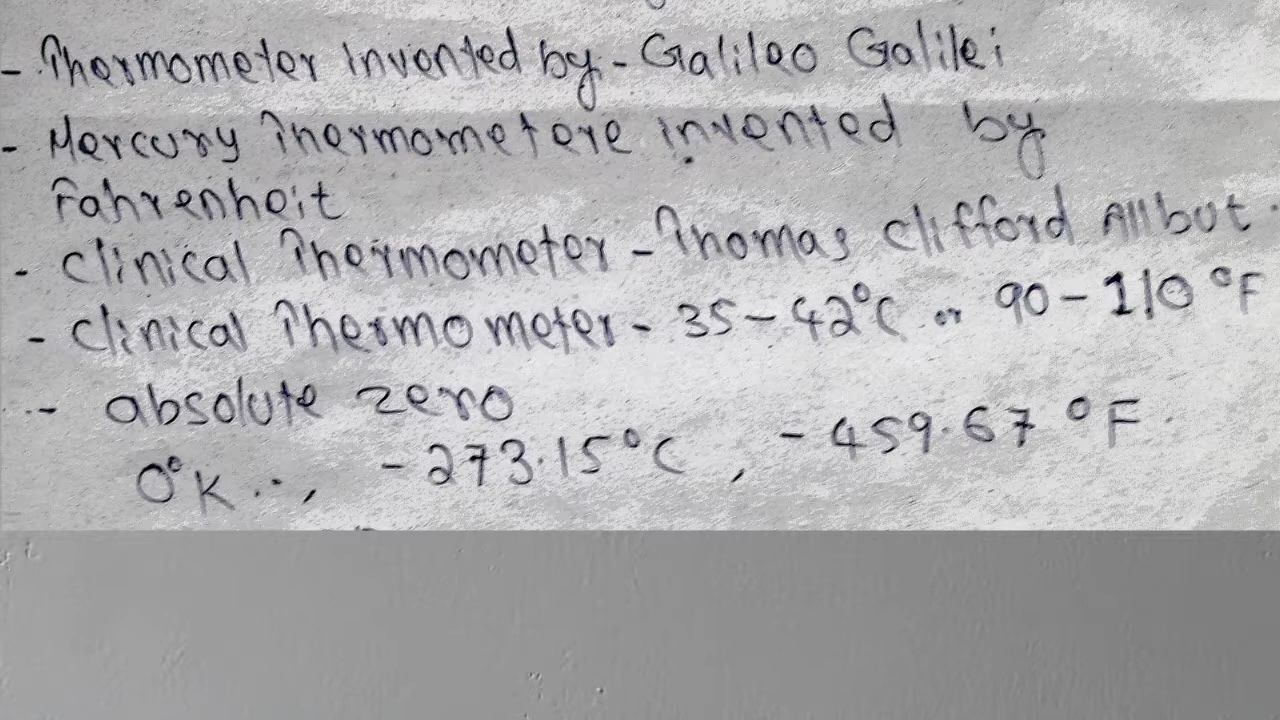 - Thermometer invented by - Galileo Galilei
- Mercury Thermometere invented by
Fahrenheit
- Clinical Thermometer - Thomas Clifford Allbut.
- Clinical Thermometer - 35 - 42°C or 90 - 110 °F
- absolute zero
0°K .., -273.15°C, -459.67 °F.